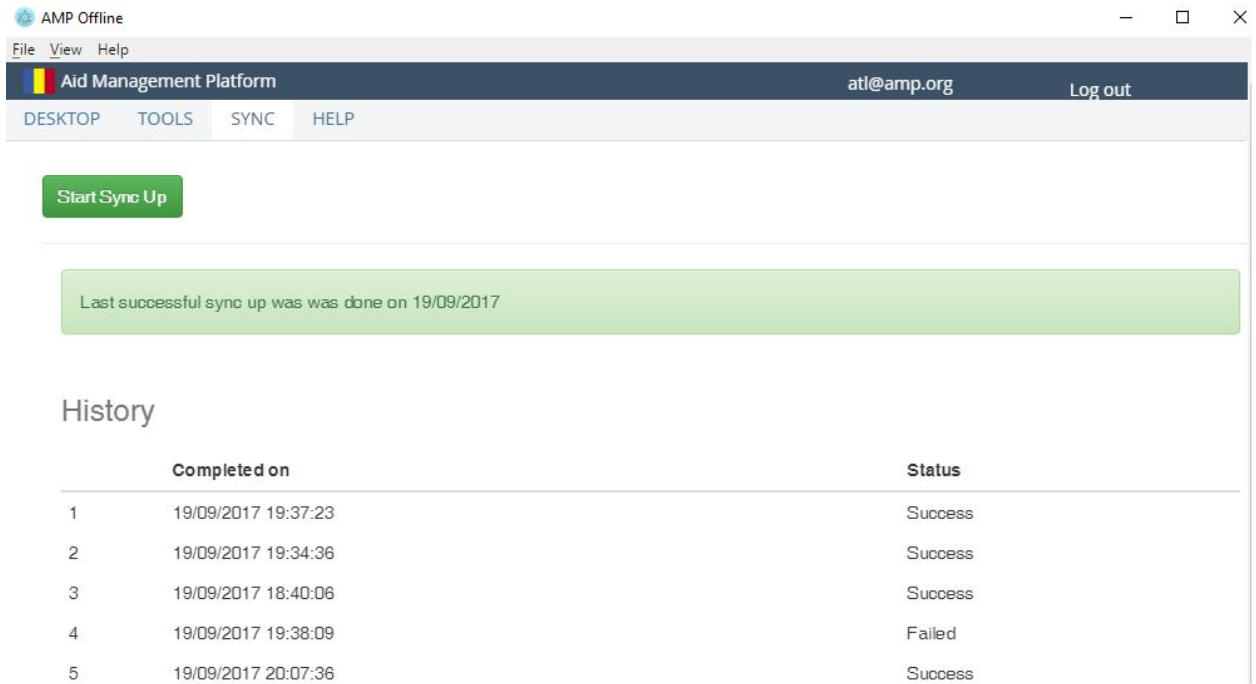 AMP Offline
File View Help
Aid Management Platform atl@amp.org Log out
DESKTOP TOOLS SYNC HELP
Start Sync Up
Last successful sync up was was done on 19/09/2017
History
Completed on Status
1 19/09/2017 19:37:23 Success
2 19/09/2017 19:34:36 Success
3 19/09/2017 18:40:06 Success
4 19/09/2017 19:38:09 Failed
5 19/09/2017 20:07:36 Success